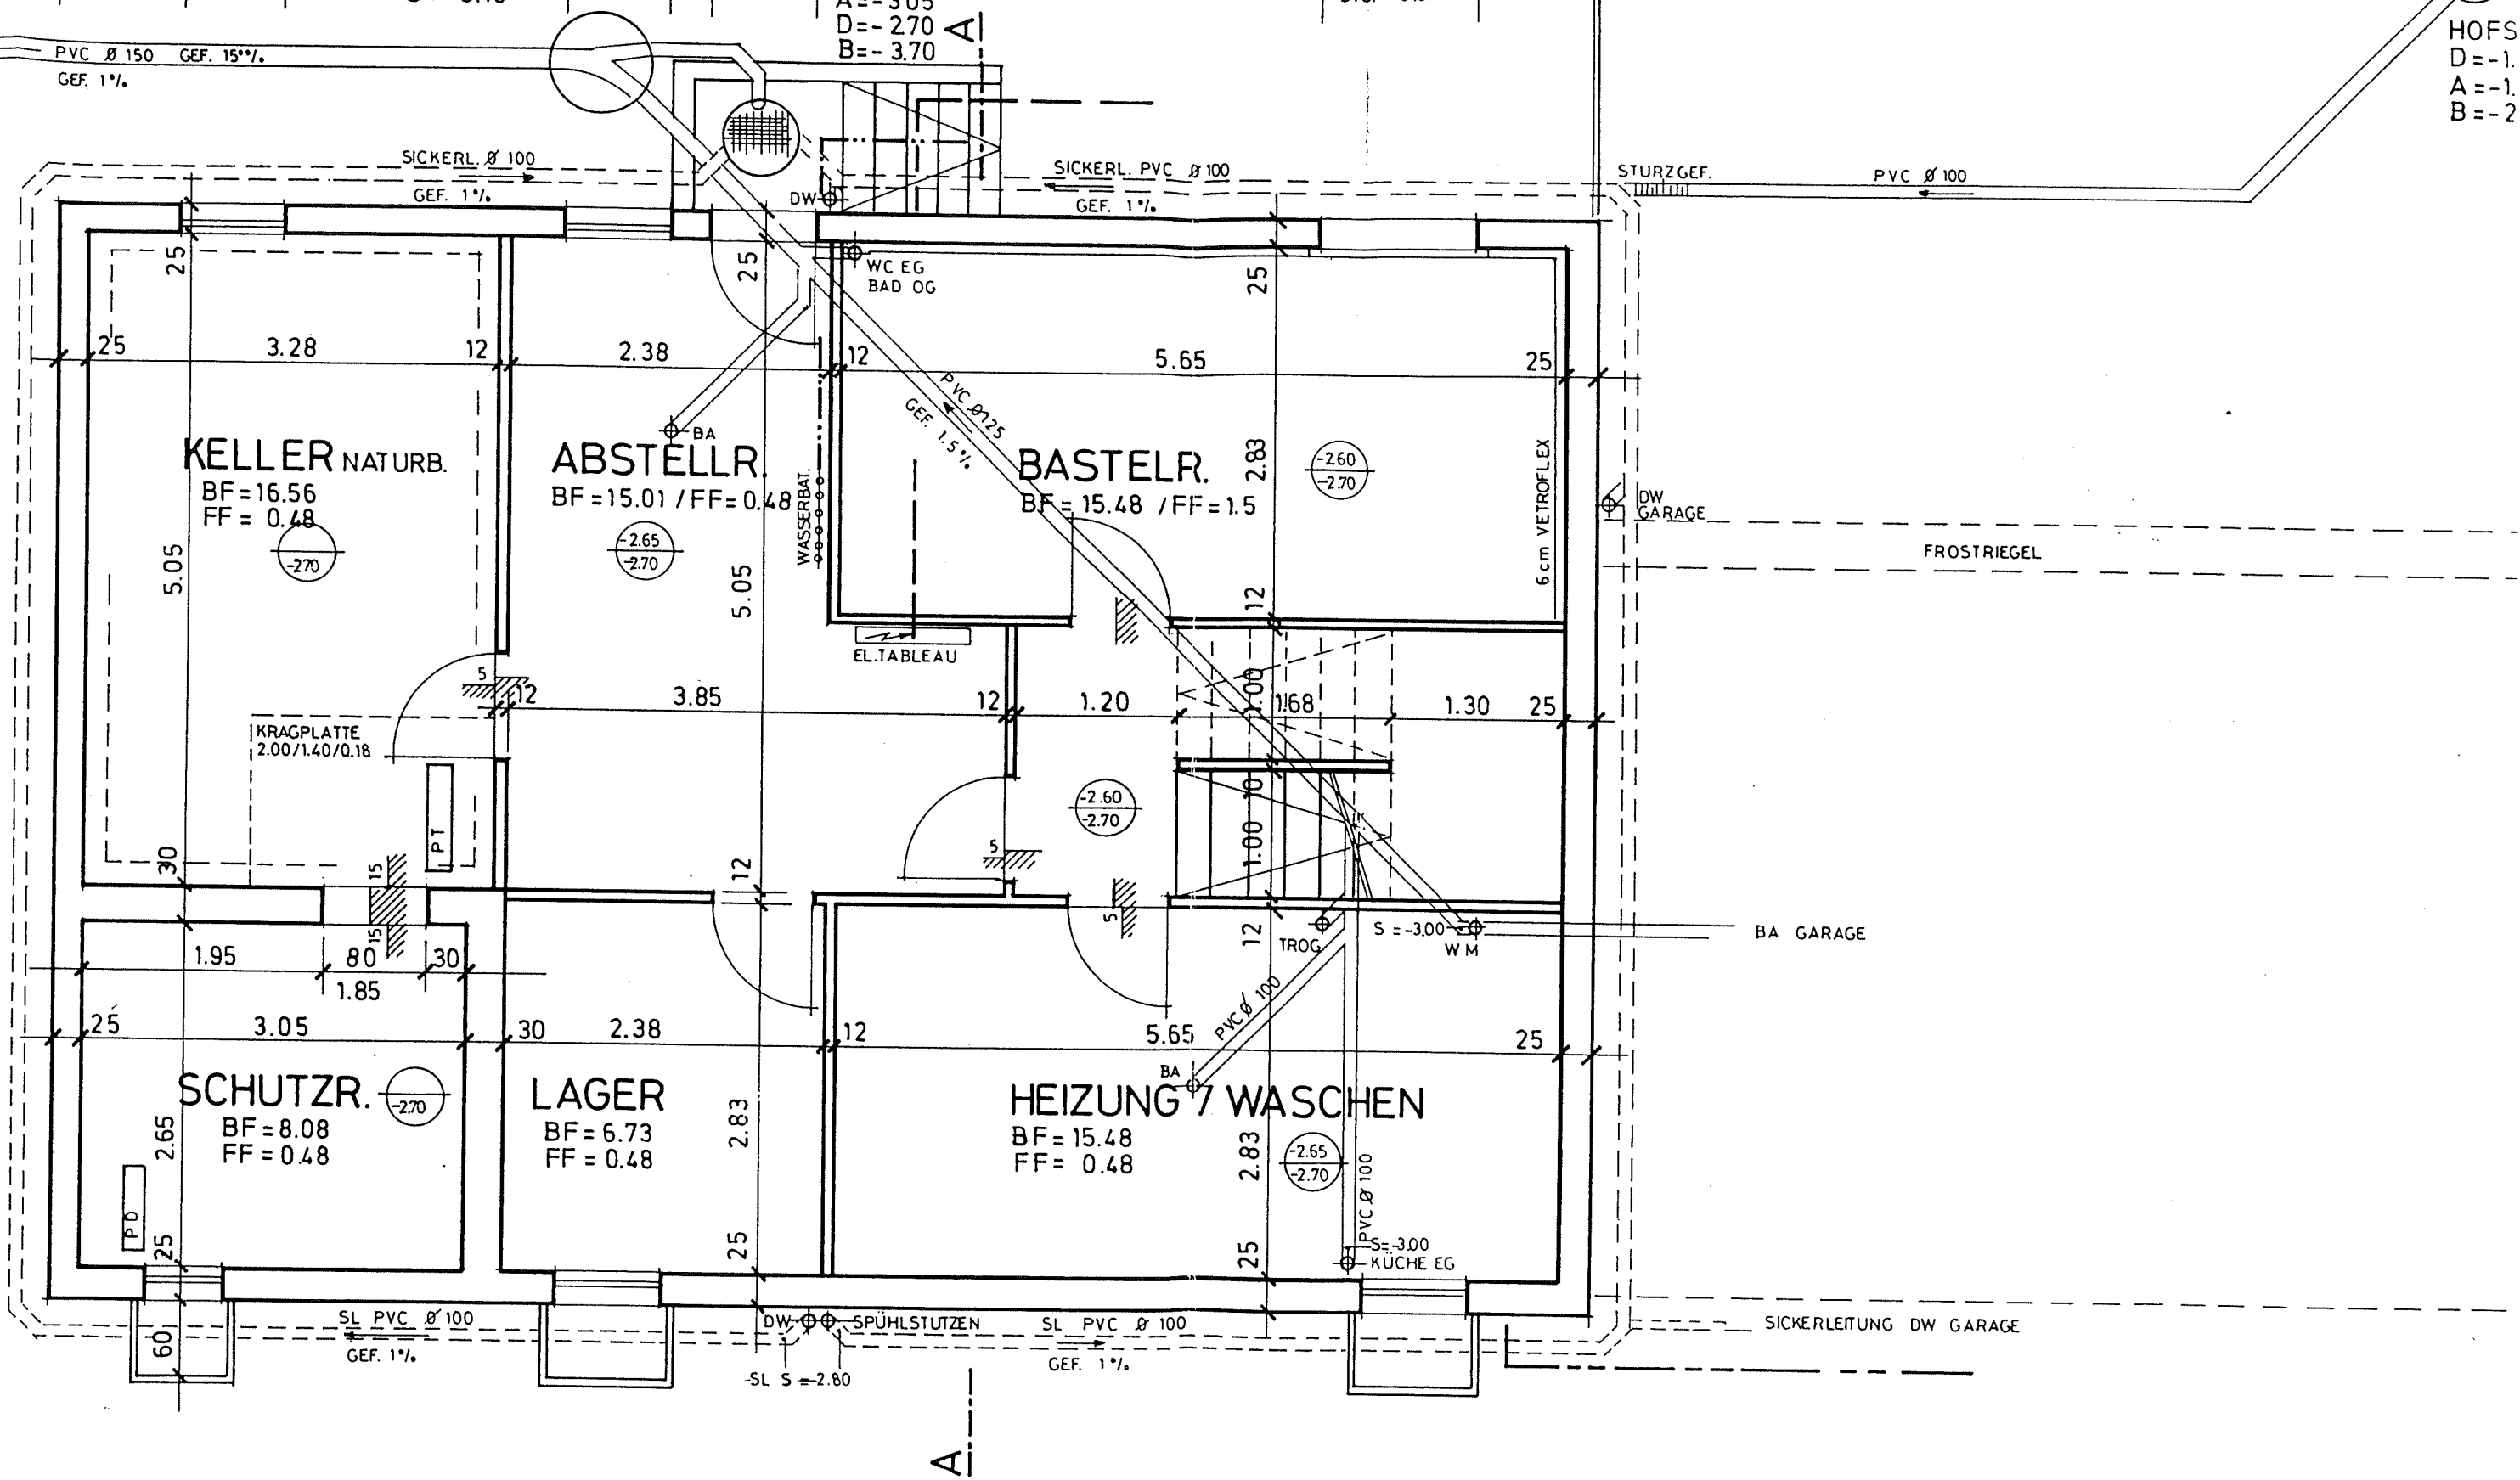 A=-305
D=-270
B=-3.70
A
HOFS
D=-1.
A=-1.
B=-2
PVC Ø 150 GEF. 15‰
GEF. 1%
SICKERL. Ø 100
GEF. 1%
SICKERL. PVC Ø 100
GEF. 1%
STURZGEF.
PVC Ø 100
DW
WC EG
BAD OG
25
25
25
25 3.28 12 2.38 12 5.65 25
PVC Ø125
GEF. 1.5%
BA
KELLER NATURB.
BF=16.56
FF= 0.48
-270
ABSTELLR.
BF=15.01 / FF=0.48
-2.65
-2.70
WASSERBAT.
BASTELR.
BF=15.48 /FF=1.5
-2.60
-2.70
2.83
6cm VETROFLEX
DW
GARAGE
FROSTRIEGEL
5.05
5.05
12
EL.TABLEAU
5
12 3.85 12 1.20 1.68 1.30 25
1.00
10
1.00
KRAGPLATTE
2.00/1.40/0.18
PT
-2.60
-2.70
30
15
15
12
5
5
12
TROG
S=-3.00
WM
BA GARAGE
1.95 80 30
1.85
25 3.05 30 2.38 12 5.65 25
PVC Ø 100
BA
SCHUTZR.
BF=8.08
FF=0.48
-2.70
LAGER
BF=6.73
FF=0.48
HEIZUNG / WASCHEN
BF=15.48
FF= 0.48
-2.65
-2.70
2.65
2.83
2.83
PVC Ø 100
PD
25
25
25
S=-3.00
KÜCHE EG
60
SL PVC Ø 100
GEF. 1%
DW
SPÜHLSTUTZEN
SL PVC Ø 100
GEF. 1%
SL S=-2.80
SICKERLEITUNG DW GARAGE
A